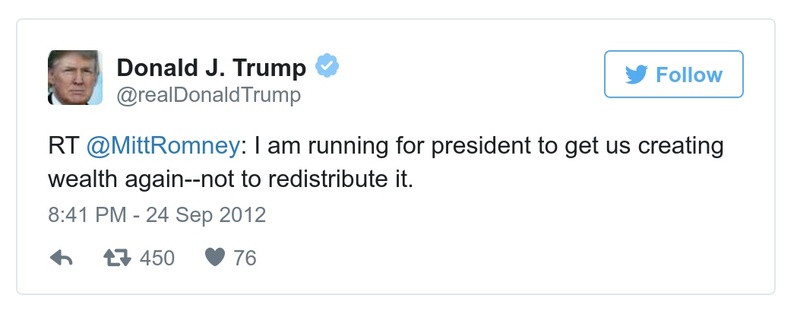 Donald J. Trump
@realDonaldTrump
Follow
RT @MittRomney: I am running for president to get us creating
wealth again--not to redistribute it.
8:41 PM - 24 Sep 2012
450 76